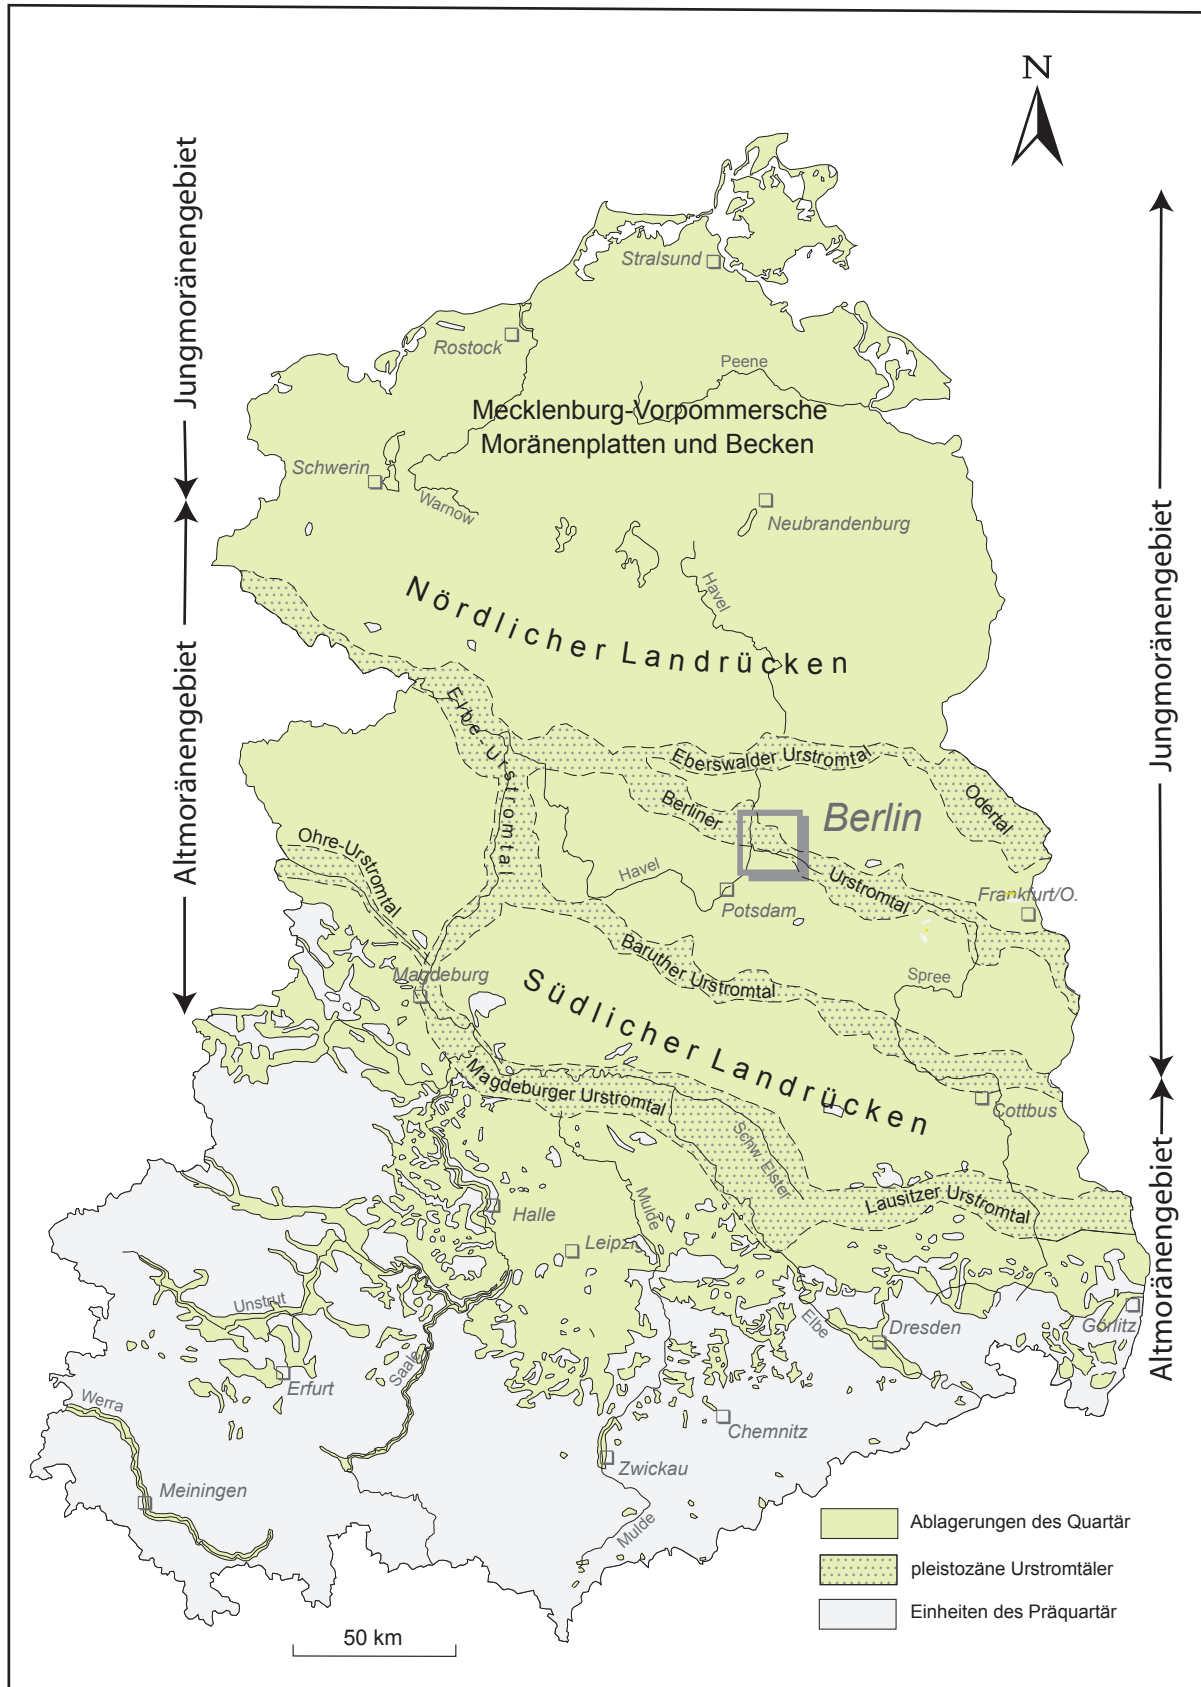 N
Jungmoränengebiet
Altmoränengebiet
Jungmoränengebiet
Altmoränengebiet
Stralsund
Rostock
Peene
Mecklenburg-Vorpommersche
Moränenplatten und Becken
Schwerin
Warnow
Neubrandenburg
Havel
Nördlicher Landrücken
Elbe-Urstromtal
Eberswalder Urstromtal
Odertal
Berliner
Berlin
Urstromtal
Ohre-Urstromtal
Havel
Potsdam
Frankfurt/O.
Baruther Urstromtal
Spree
Magdeburg
Südlicher Landrücken
Magdeburger Urstromtal
Cottbus
Schw. Elster
Lausitzer Urstromtal
Halle
Mulde
Leipzig
Unstrut
Elbe
Dresden
Görlitz
Saale
Erfurt
Werra
Chemnitz
Zwickau
Meiningen
Mulde
Ablagerungen des Quartär
pleistozäne Urstromtäler
Einheiten des Präquartär
50 km